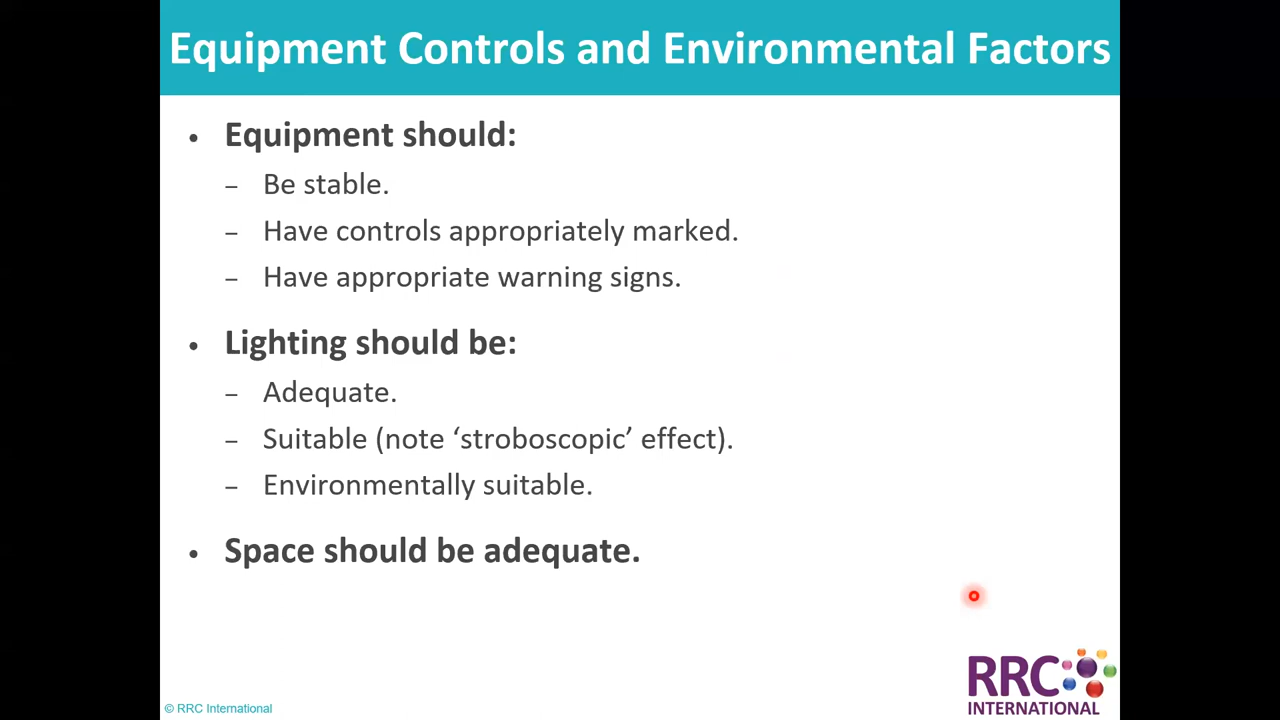 Equipment Controls and Environmental Factors
• Equipment should:
– Be stable.
– Have controls appropriately marked.
– Have appropriate warning signs.
• Lighting should be:
– Adequate.
– Suitable (note ‘stroboscopic’ effect).
– Environmentally suitable.
• Space should be adequate.
RRC
INTERNATIONAL
© RRC International